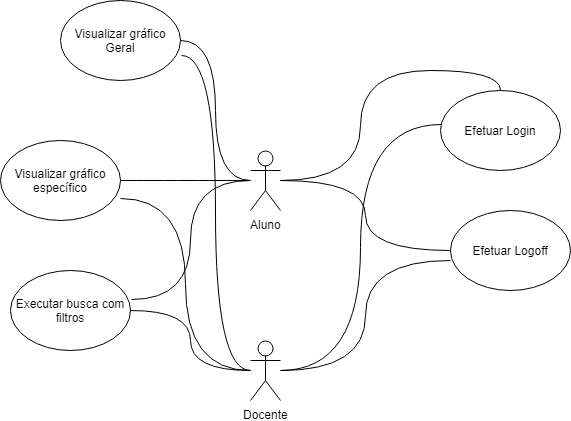 Visualizar gráfico
Geral
Efetuar Login
Visualizar gráfico
específico
Aluno
Efetuar Logoff
Executar busca com
filtros
Docente